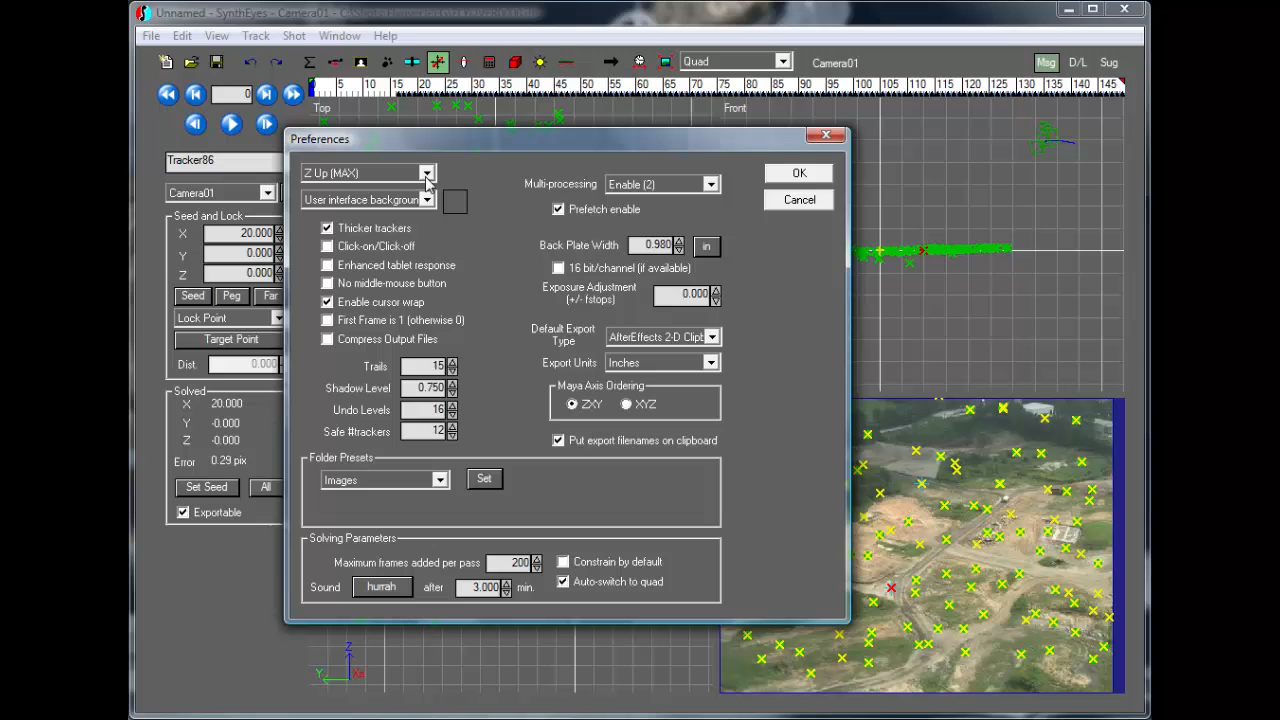 Unnamed - SynthEyes - Camera01 -
File Edit View Track Shot Window Help
Quad Camera01 Msg D/L Sug
0 0 5 10 15 20 25 30 35 40 45 50 55 60 65 70 75 80 85 90 95 100 105 110 115 120 125 130 135 140 145
Top Front
Tracker86
Camera01
Seed and Lock
X 20.000
Y 0.000
Z 0.000
Seed Peg Far
Lock Point
Target Point
Dist. 0.000
Solved
X 20.000
Y -0.000
Z -0.000
Error 0.29 pix
Set Seed All
Exportable
Preferences
Z Up (MAX)
User interface backgroun
Thicker trackers
Click-on/Click-off
Enhanced tablet response
No middle-mouse button
Enable cursor wrap
First Frame is 1 (otherwise 0)
Compress Output Files
Trails 15
Shadow Level 0.750
Undo Levels 16
Safe #trackers 12
Multi-processing Enable (2)
Prefetch enable
Back Plate Width 0.980 in
16 bit/channel (if available)
Exposure Adjustment
(+/- fstops) 0.000
Default Export
Type AfterEffects 2-D Clipb
Export Units Inches
Maya Axis Ordering
ZXY XYZ
Put export filenames on clipboard
OK
Cancel
Folder Presets
Images Set
Solving Parameters
Maximum frames added per pass 200 Constrain by default
Sound hurrah after 3.000 min. Auto-switch to quad
Z
Y